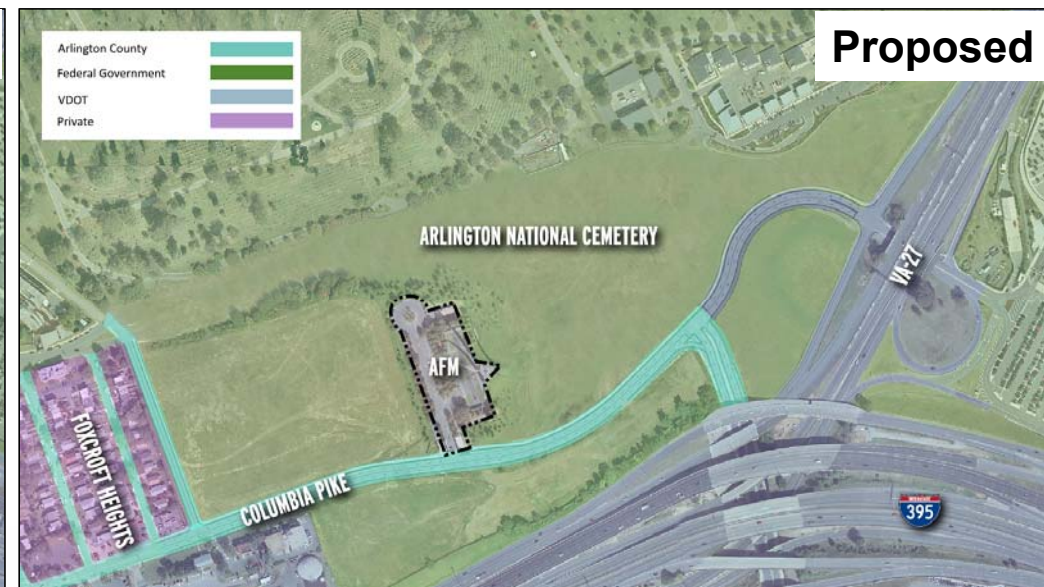 Proposed
Arlington County
Federal Government
VDOT
Private
ARLINGTON NATIONAL CEMETERY
VA-27
AFM
FOXCROFT HEIGHTS
COLUMBIA PIKE
395